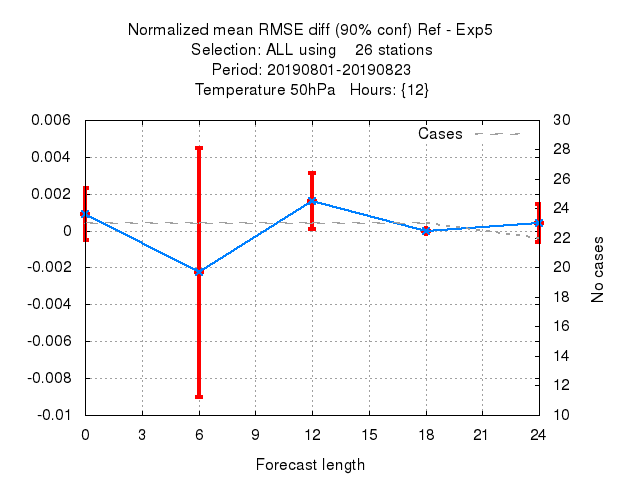 Normalized mean RMSE diff (90% conf) Ref - Exp5
Selection: ALL using    26 stations
Period: 20190801-20190823
Temperature 50hPa   Hours: {12}
Cases
0.006
0.004
0.002
0
-0.002
-0.004
-0.006
-0.008
-0.01
30
28
26
24
22
20
18
16
14
12
10
No cases
0 3 6 9 12 15 18 21 24
Forecast length